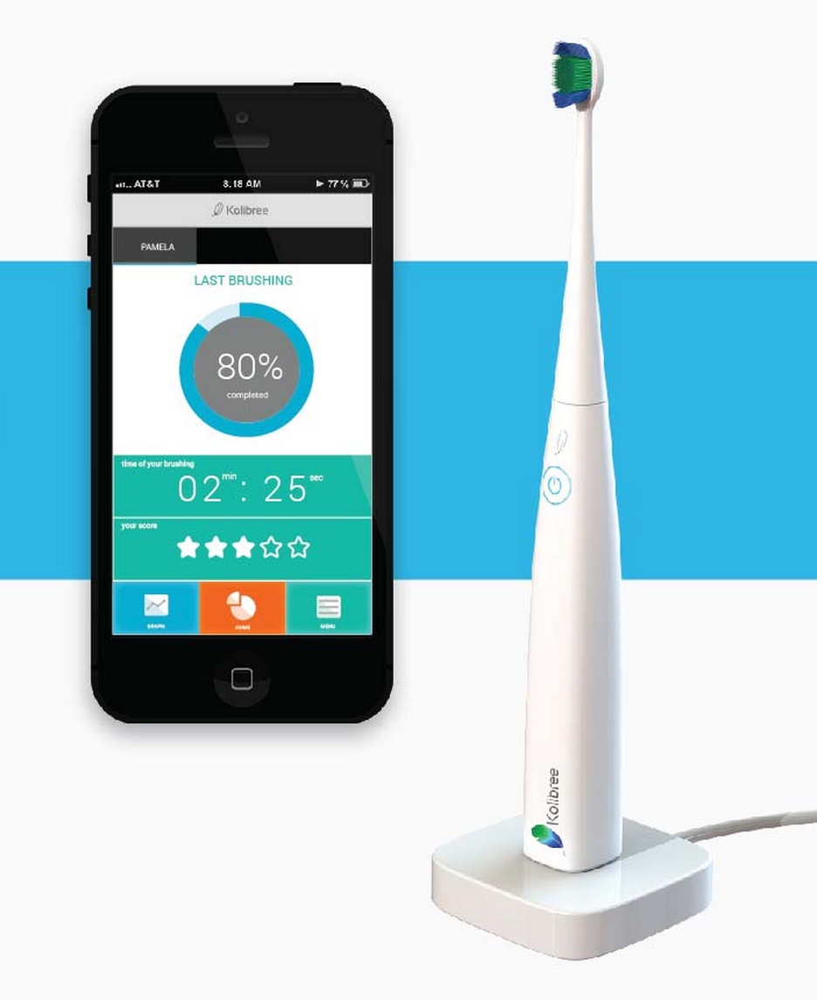 AT&T 8:18 AM 77 %
Kolibree
PAMELA
LAST BRUSHING
80%
completed
time of your brushing
02 min : 25 sec
your score
GRAPH HOME MENU
Kolibree